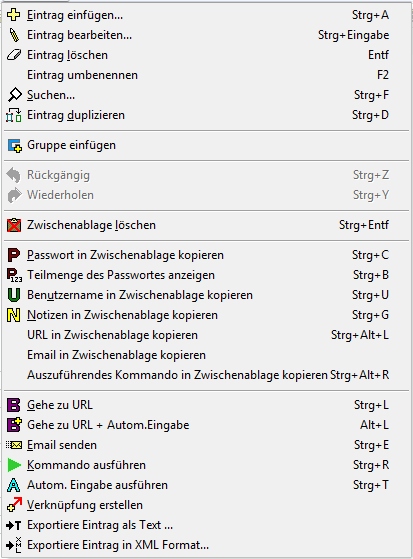 Eintrag einfügen... Strg+A
Eintrag bearbeiten... Strg+Eingabe
Eintrag löschen Entf
Eintrag umbenennen F2
Suchen... Strg+F
Eintrag duplizieren Strg+D
Gruppe einfügen
Rückgängig Strg+Z
Wiederholen Strg+Y
Zwischenablage löschen Strg+Entf
P Passwort in Zwischenablage kopieren Strg+C
P123 Teilmenge des Passwortes anzeigen Strg+B
U Benutzername in Zwischenablage kopieren Strg+U
N Notizen in Zwischenablage kopieren Strg+G
URL in Zwischenablage kopieren Strg+Alt+L
Email in Zwischenablage kopieren
Auszuführendes Kommando in Zwischenablage kopieren Strg+Alt+R
B Gehe zu URL Strg+L
B Gehe zu URL + Autom.Eingabe Alt+L
Email senden Strg+E
Kommando ausführen Strg+R
A Autom. Eingabe ausführen Strg+T
Verknüpfung erstellen
T Exportiere Eintrag als Text ...
XML Exportiere Eintrag in XML Format...